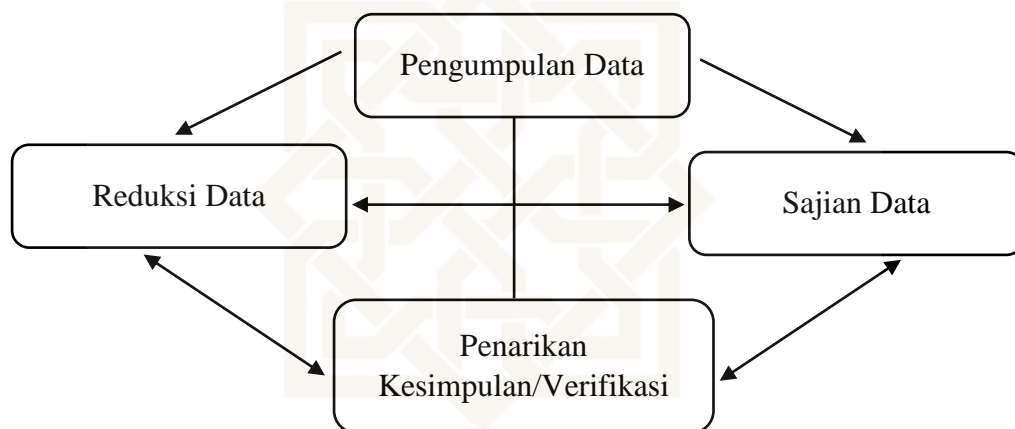 Pengumpulan Data
Reduksi Data
Sajian Data
Penarikan
Kesimpulan/Verifikasi